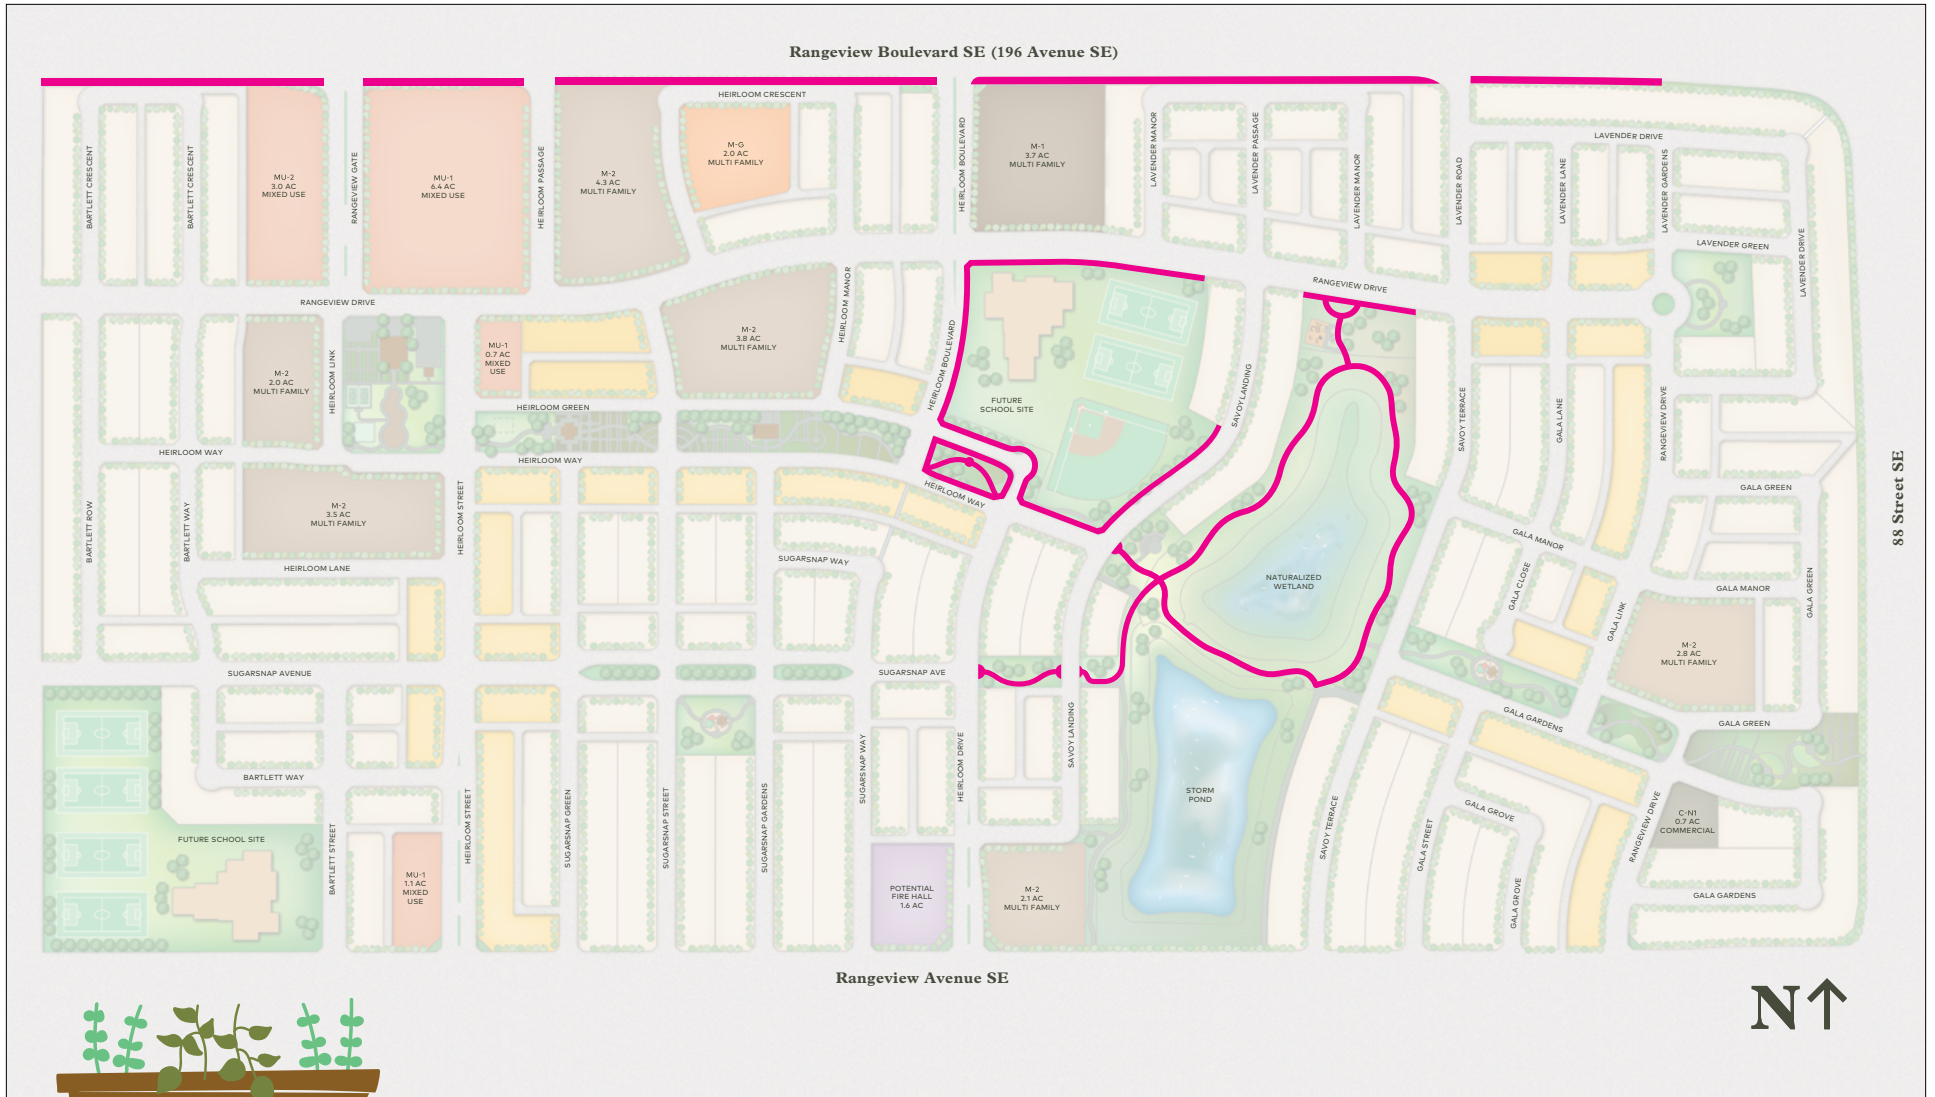 Rangeview Boulevard SE (196 Avenue SE)
HEIRLOOM CRESCENT
BARTLETT CRESCENT
BARTLETT CRESCENT
MU-2
3.0 AC
MIXED USE
RANGEVIEW GATE
MU-1
6.4 AC
MIXED USE
HEIRLOOM PASSAGE
M-2
4.3 AC
MULTI FAMILY
M-G
2.0 AC
MULTI FAMILY
HEIRLOOM BOULEVARD
M-1
3.7 AC
MULTI FAMILY
LAVENDER MANOR
LAVENDER PASSAGE
LAVENDER MANOR
LAVENDER ROAD
LAVENDER LANE
LAVENDER GARDENS
LAVENDER DRIVE
LAVENDER GREEN
LAVENDER DRIVE
RANGEVIEW DRIVE
RANGEVIEW DRIVE
HEIRLOOM MANOR
HEIRLOOM BOULEVARD
M-2
2.0 AC
MULTI FAMILY
HEIRLOOM LINK
MU-1
0.7 AC
MIXED
USE
M-2
3.8 AC
MULTI FAMILY
FUTURE
SCHOOL SITE
SAVOY LANDING
SAVOY TERRACE
GALA LANE
RANGEVIEW DRIVE
HEIRLOOM GREEN
HEIRLOOM WAY
HEIRLOOM WAY
HEIRLOOM WAY
GALA GREEN
88 Street SE
BARTLETT ROW
BARTLETT WAY
M-2
3.5 AC
MULTI FAMILY
HEIRLOOM STREET
HEIRLOOM LANE
SUGARSNAP WAY
NATURALIZED
WETLAND
GALA MANOR
GALA CLOSE
GALA LINK
GALA MANOR
GALA GREEN
M-2
2.8 AC
MULTI FAMILY
SUGARSNAP AVENUE
SUGARSNAP AVE
GALA GARDENS
GALA GREEN
BARTLETT WAY
SUGARSNAP WAY
HEIRLOOM DRIVE
SAVOY LANDING
STORM
POND
SAVOY TERRACE
GALA STREET
GALA GROVE
GALA GROVE
RANGEVIEW DRIVE
C-N1
0.7 AC
COMMERCIAL
FUTURE SCHOOL SITE
BARTLETT STREET
MU-1
1.1 AC
MIXED
USE
HEIRLOOM STREET
SUGARSNAP GREEN
SUGARSNAP STREET
SUGARSNAP GARDENS
POTENTIAL
FIRE HALL
1.6 AC
M-2
2.1 AC
MULTI FAMILY
GALA GARDENS
Rangeview Avenue SE
N